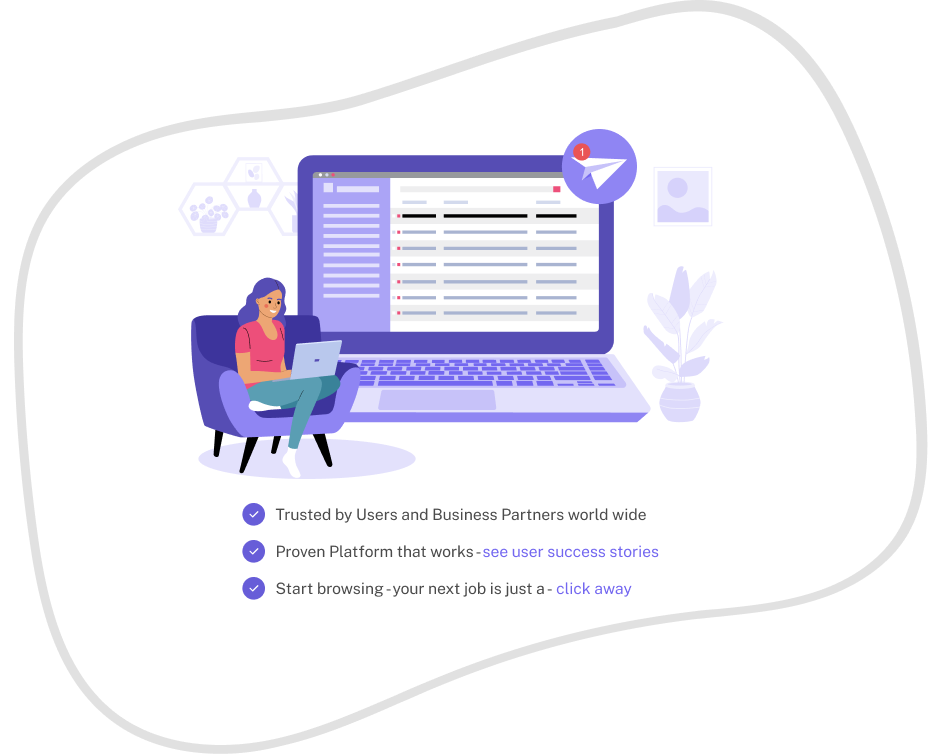 1
Trusted by Users and Business Partners world wide
Proven Platform that works - see user success stories
Start browsing - your next job is just a - click away